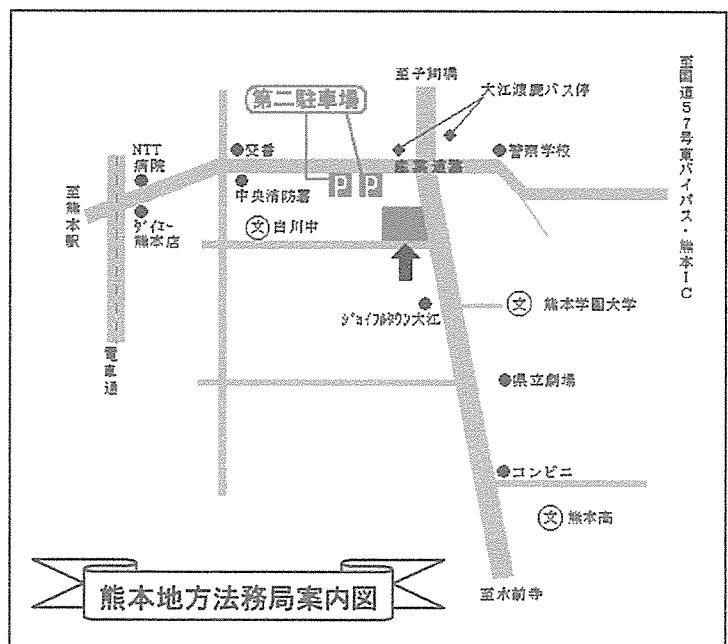 至子飼橋
第二駐車場
大江渡鹿バス停
至国道57号東バイパス・熊本IC
NTT
病院
交番
産業道路
警察学校
至熊本駅
中央消防署
P P
ダイエー
熊本店
文 白川中
ジョイフルタウン大江
文 熊本学園大学
電車通
県立劇場
コンビニ
文 熊本高
熊本地方法務局案内図
至水前寺